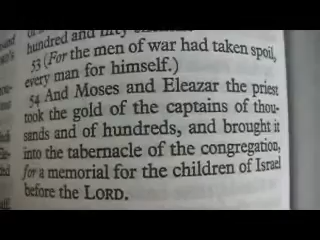 hundred and fifty
53 (For the men of war had taken spoil,
every man for himself.)
54 And Moses and Eleazar the priest
took the gold of the captains of thou-
sands and of hundreds, and brought it
into the tabernacle of the congregation,
for a memorial for the children of Israel
before the LORD.